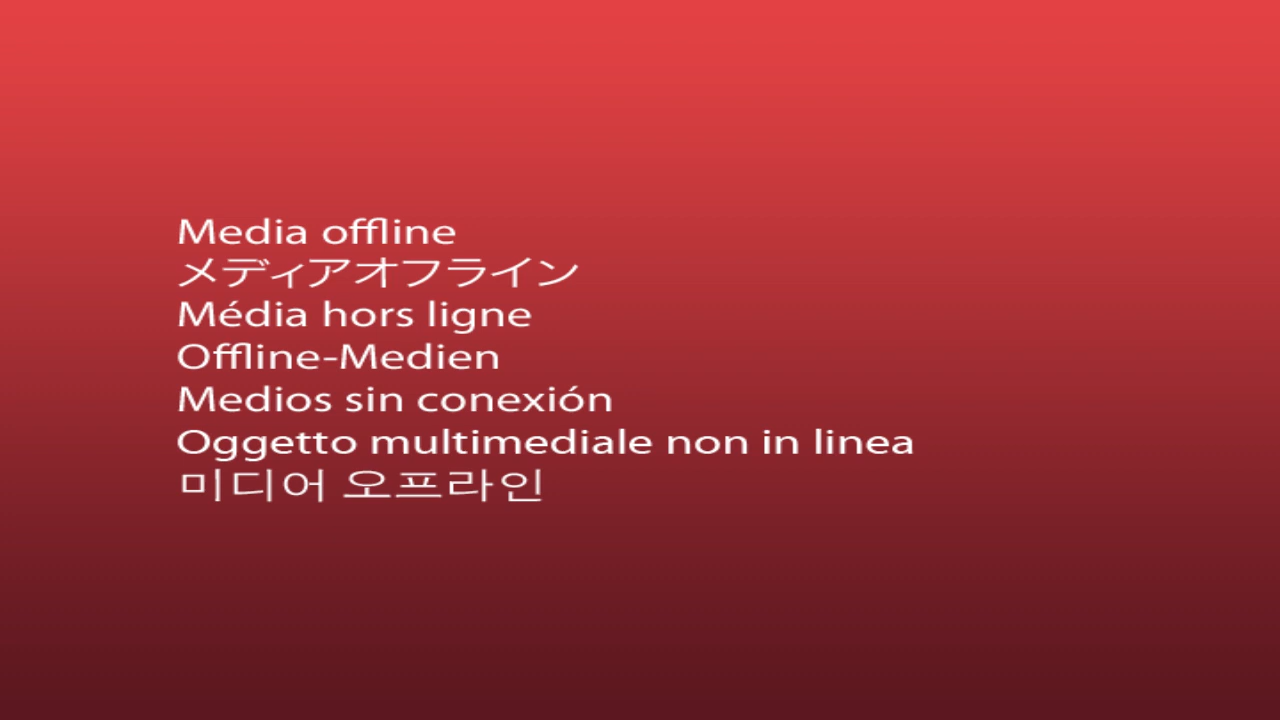 Media offline
メディアオフライン
Média hors ligne
Offline-Medien
Medios sin conexión
Oggetto multimediale non in linea
미디어 오프라인